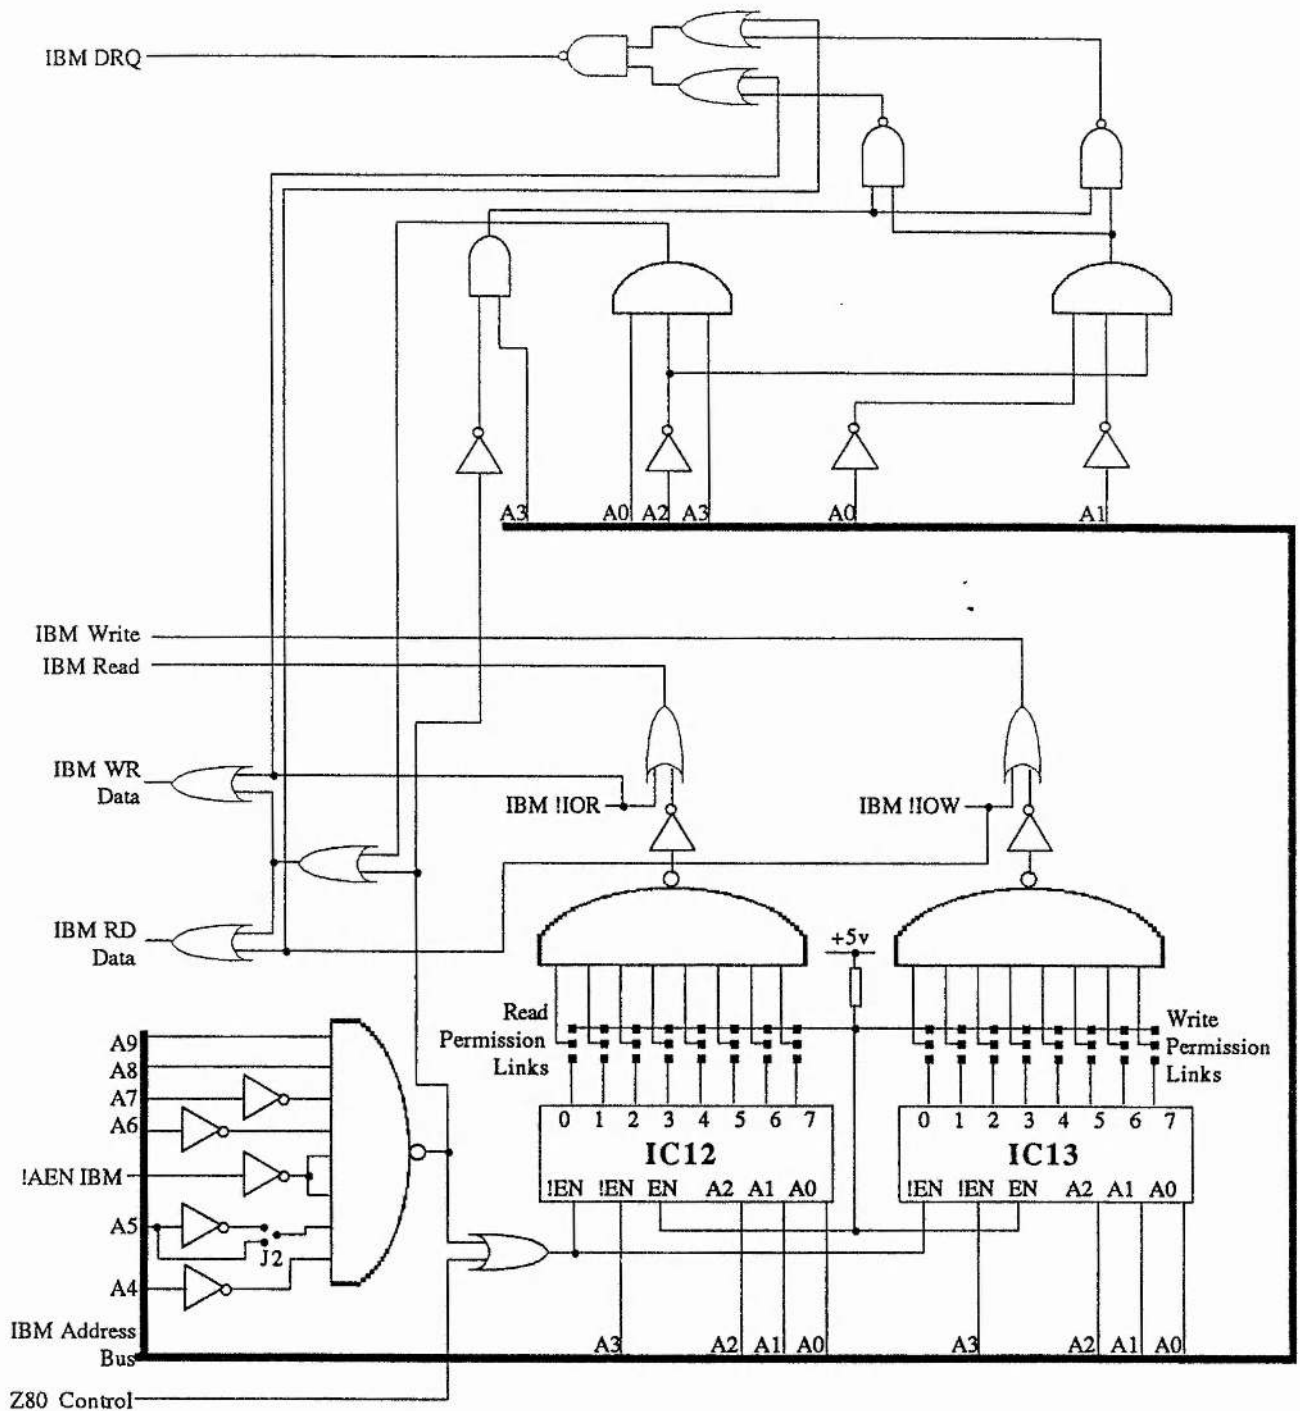 IBM DRQ
A3
A0
A2
A3
A0
A1
IBM Write
IBM Read
IBM WR
Data
IBM !IOR
IBM !IOW
IBM RD
Data
+5v
Read
Permission
Links
Write
Permission
Links
A9
A8
A7
A6
!AEN IBM
A5
J2
A4
0 1 2 3 4 5 6 7
IC12
!EN !EN EN A2 A1 A0
0 1 2 3 4 5 6 7
IC13
!EN !EN EN A2 A1 A0
IBM Address
Bus
A3
A2
A1
A0
A3
A2
A1
A0
Z80 Control